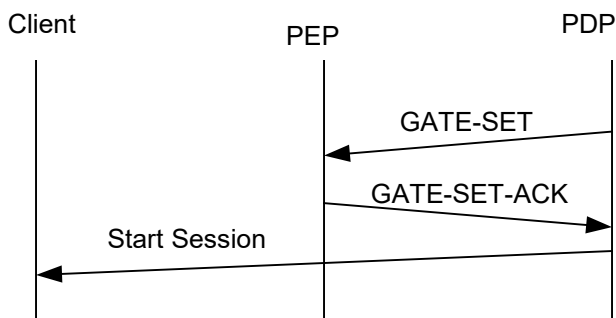 Client
PEP
PDP
GATE-SET
GATE-SET-ACK
Start Session